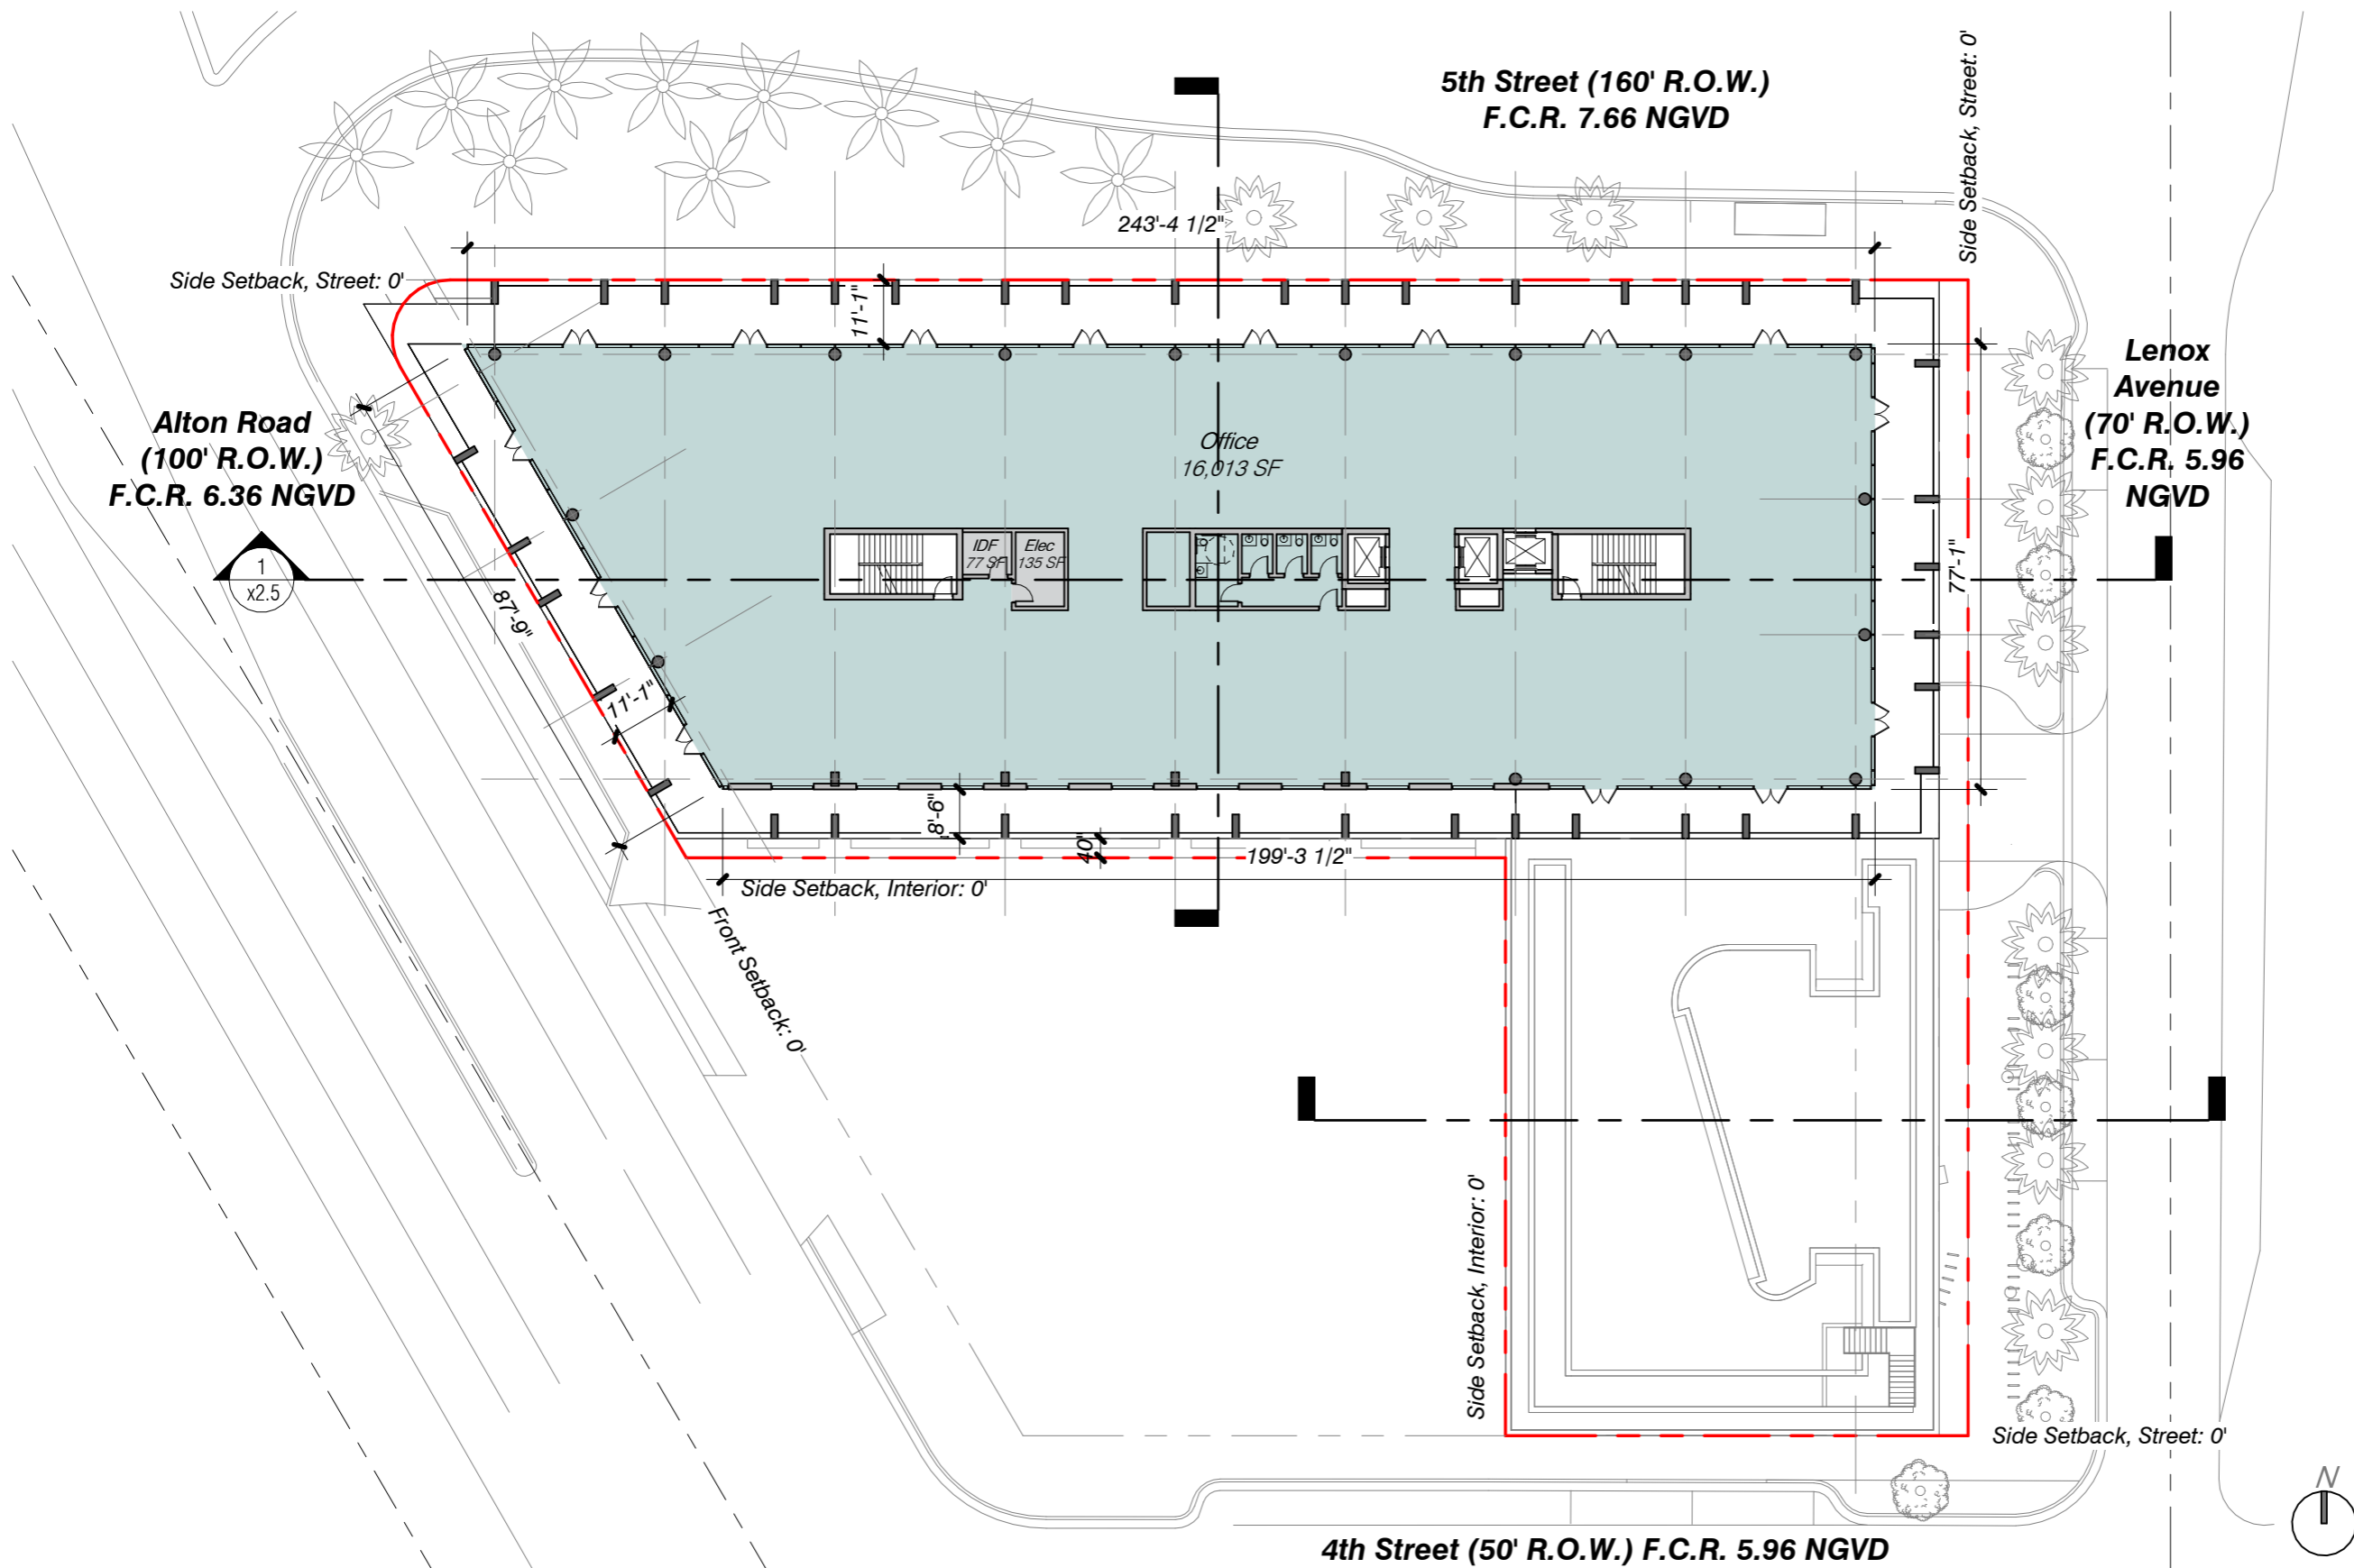 5th Street (160' R.O.W.)
F.C.R. 7.66 NGVD
Side Setback, Street: 0'
243'-4 1/2"
Side Setback, Street: 0'
11'-1"
Lenox
Avenue
(70' R.O.W.)
F.C.R. 5.96
NGVD
Alton Road
(100' R.O.W.)
F.C.R. 6.36 NGVD
Office
16,013 SF
IDF
77 SF
Elec
135 SF
1
x2.5
77'-1"
87'-9"
11'-1"
8'-6"
40"
199'-3 1/2"
Side Setback, Interior: 0'
Front Setback: 0'
Side Setback, Interior: 0'
Side Setback, Street: 0'
N
4th Street (50' R.O.W.) F.C.R. 5.96 NGVD